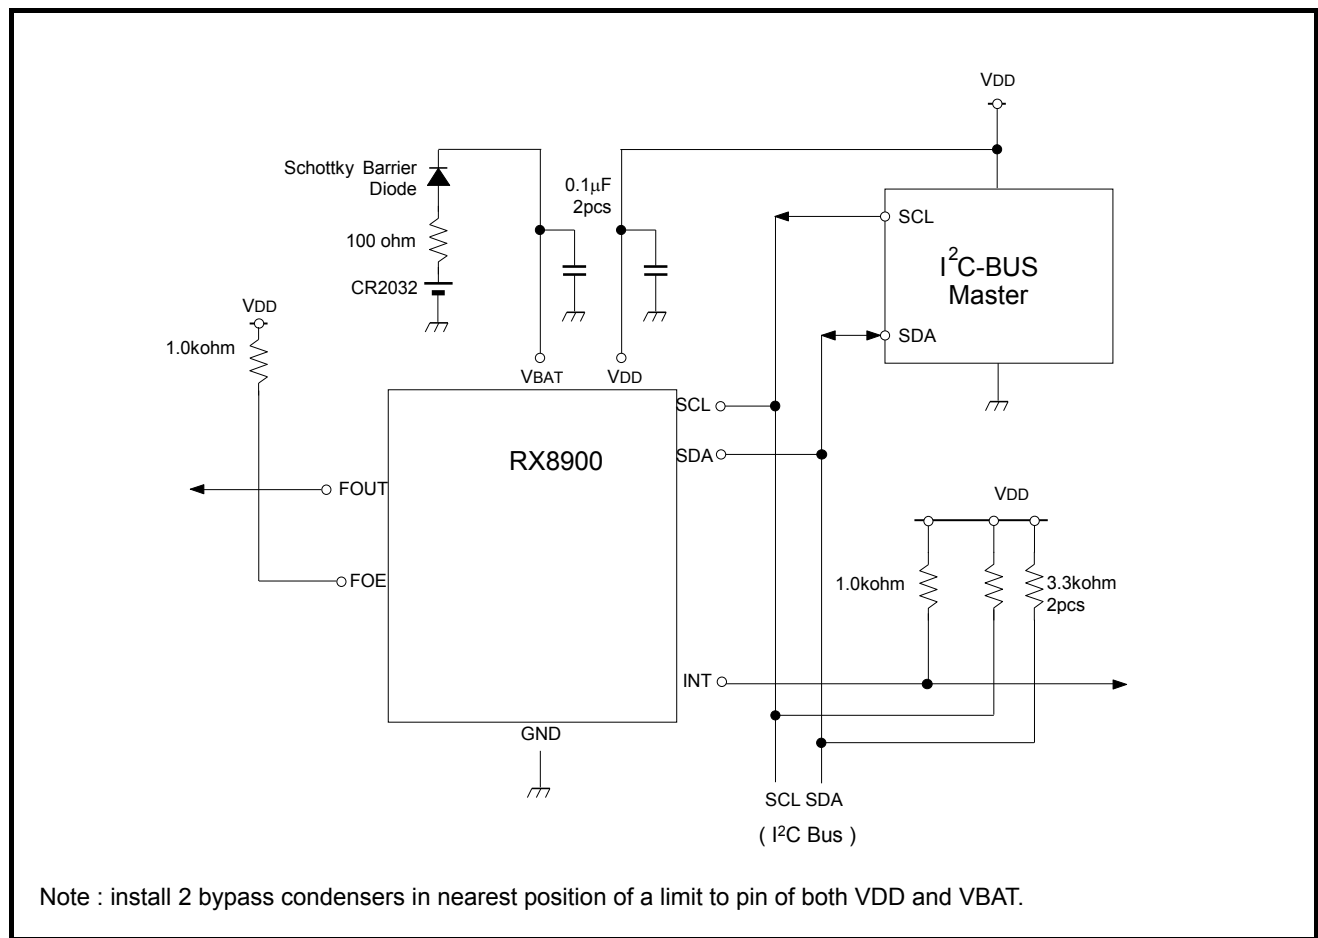 VDD
Schottky Barrier
Diode
0.1μF
2pcs
SCL
100 ohm
I²C-BUS
Master
CR2032
VDD
SDA
1.0kohm
VBAT
VDD
SCL
SDA
RX8900
FOUT
VDD
FOE
1.0kohm
3.3kohm
2pcs
INT
GND
SCL SDA
( I²C Bus )
Note : install 2 bypass condensers in nearest position of a limit to pin of both VDD and VBAT.